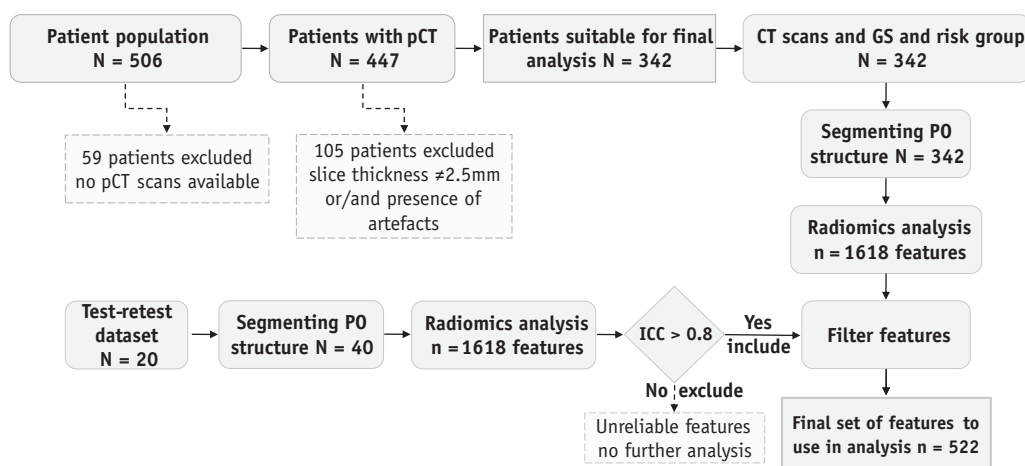 Patient population
N = 506
Patients with pCT
N = 447
Patients suitable for final
analysis N = 342
CT scans and GS and risk group
N = 342
59 patients excluded
no pCT scans available
105 patients excluded
slice thickness ≠2.5mm
or/and presence of
artefacts
Segmenting PO
structure N = 342
Radiomics analysis
n = 1618 features
Test-retest
dataset
N = 20
Segmenting PO
structure N = 40
Radiomics analysis
n = 1618 features
ICC > 0.8
Yes
include
Filter features
No exclude
Unreliable features
no further analysis
Final set of features to
use in analysis n = 522